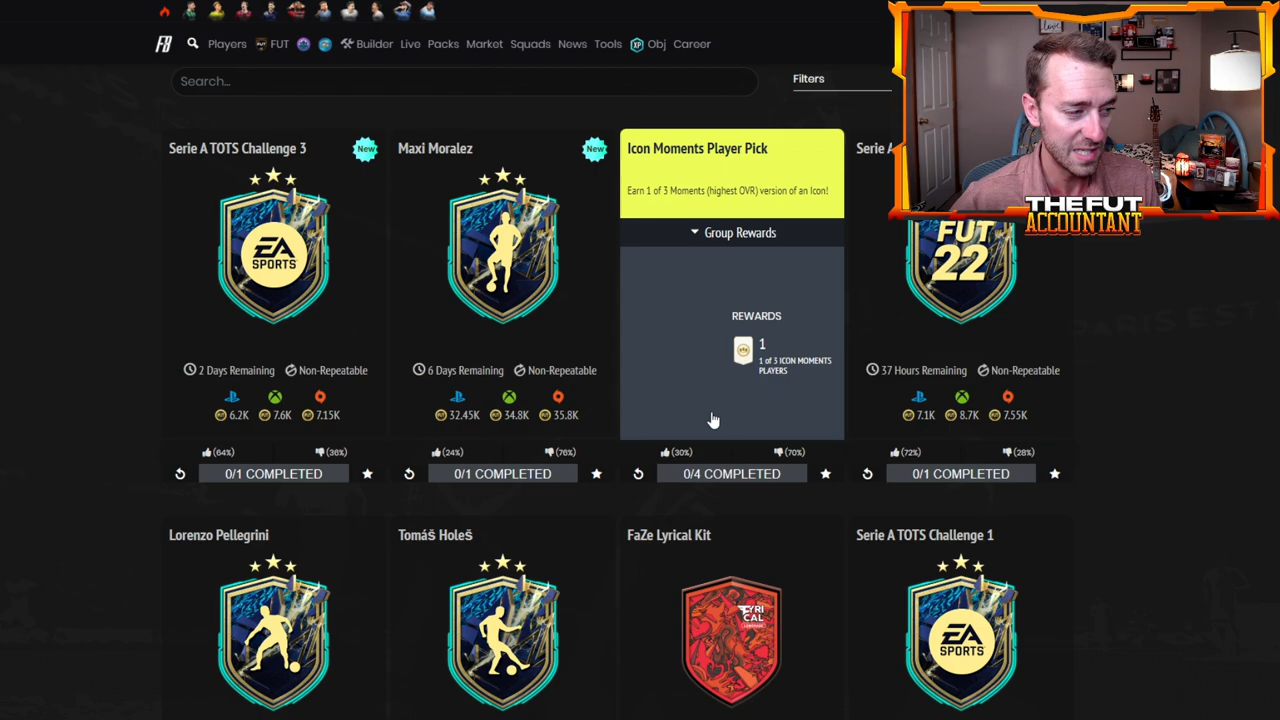 Players FUT Builder Live Packs Market Squads News Tools XP Obj Career
Search...
Filters
Serie A TOTS Challenge 3
New
EA SPORTS
2 Days Remaining Non-Repeatable
6.2K 7.6K 7.15K
(64%) (36%)
0/1 COMPLETED
Maxi Moralez
New
6 Days Remaining Non-Repeatable
32.45K 34.8K 35.8K
(24%) (76%)
0/1 COMPLETED
Icon Moments Player Pick
Earn 1 of 3 Moments (highest OVR) version of an Icon!
Group Rewards
REWARDS
1
1 of 3 ICON MOMENTS
PLAYERS
(30%) (70%)
0/4 COMPLETED
Serie A
FUT
22
37 Hours Remaining Non-Repeatable
7.1K 8.7K 7.55K
(72%) (28%)
0/1 COMPLETED
THE FUT
ACCOUNTANT
Lorenzo Pellegrini
Tomáš Holeš
FaZe Lyrical Kit
LYRI
CAL
Serie A TOTS Challenge 1
EA
SPORTS